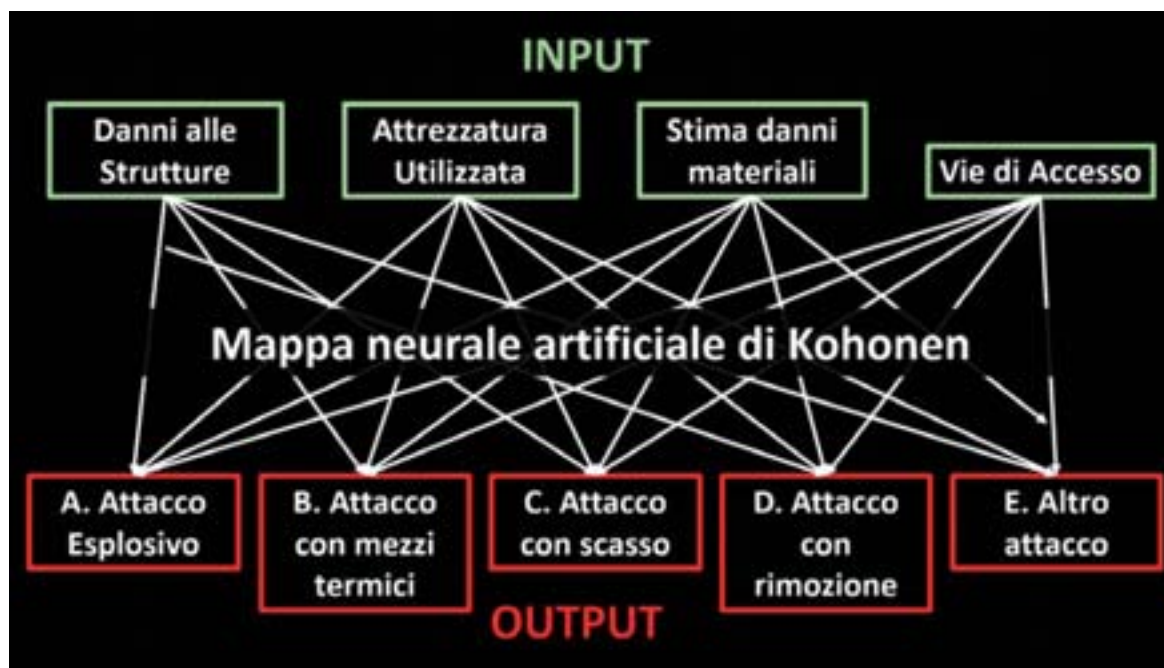 INPUT
Danni alle
Strutture
Attrezzatura
Utilizzata
Stima danni
materiali
Vie di Accesso
Mappa neurale artificiale di Kohonen
A. Attacco
Esplosivo
B. Attacco
con mezzi
termici
C. Attacco
con scasso
D. Attacco
con
rimozione
E. Altro
attacco
OUTPUT